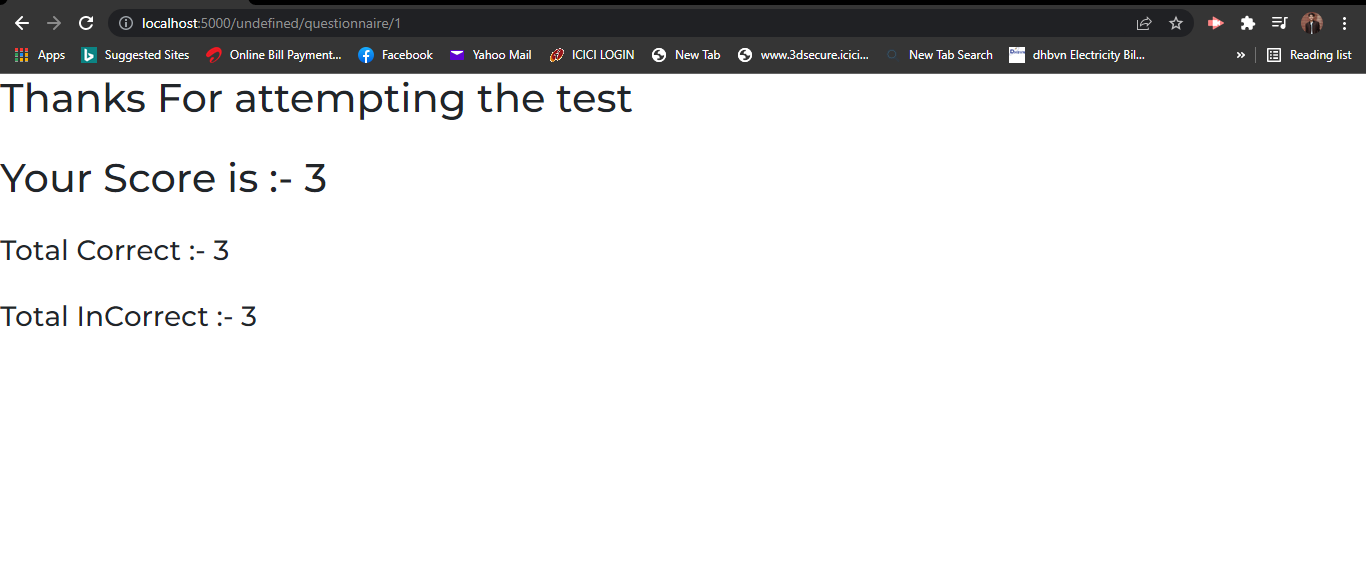 localhost:5000/undefined/questionnaire/1
Apps Suggested Sites Online Bill Payment... Facebook Yahoo Mail ICICI LOGIN New Tab www.3dsecure.icici... New Tab Search dhbvn Electricity Bil... » Reading list
Thanks For attempting the test
Your Score is :- 3
Total Correct :- 3
Total InCorrect :- 3